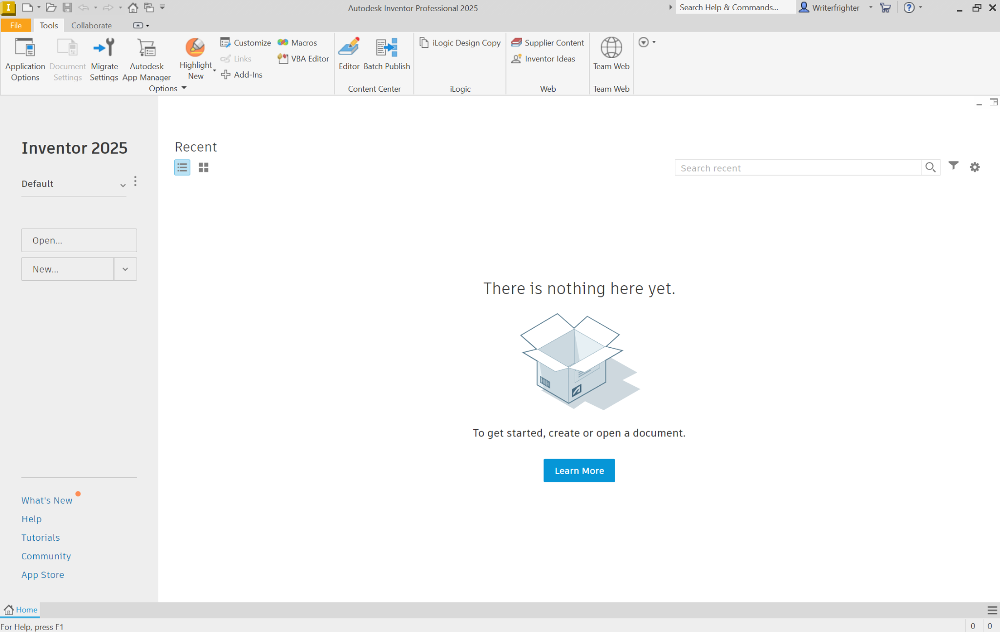 I
Autodesk Inventor Professional 2025
Search Help & Commands...
Writerfrighter
?
File
Tools
Collaborate
Application
Options
Document
Settings
Migrate
Settings
Autodesk
App Manager
Highlight
New
Customize
Links
Add-Ins
Macros
VBA Editor
Options
Editor
Batch Publish
Content Center
iLogic Design Copy
iLogic
Supplier Content
Inventor Ideas
Web
Team Web
Team Web
Inventor 2025
Default
Open...
New...
What's New
Help
Tutorials
Community
App Store
Recent
Search recent
There is nothing here yet.
To get started, create or open a document.
Learn More
Home
For Help, press F1
0 0